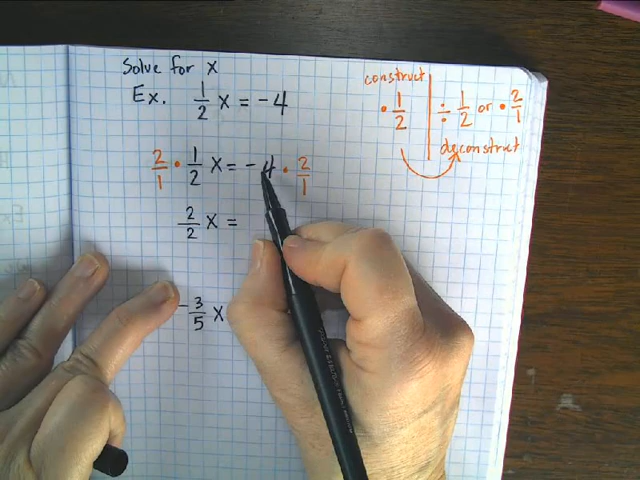 Solve for x
Ex. 1/2 x = -4
2/1 • 1/2 x = -4 • 2/1
2/2 x =
-3/5 x
construct
• 1/2 | ÷ 1/2 or • 2/1
deconstruct